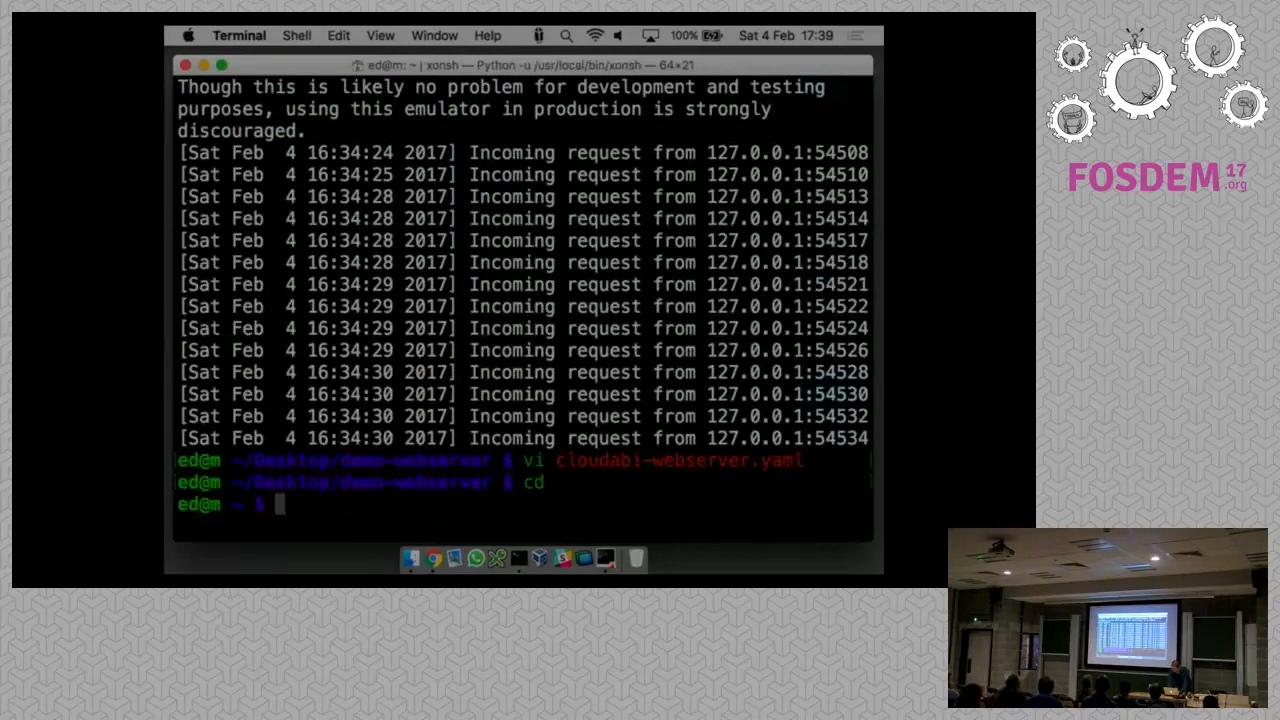 Terminal Shell Edit View Window Help 100% Sat 4 Feb 17:39
ed@m: ~ | xonsh — Python -u /usr/local/bin/xonsh — 64×21
Though this is likely no problem for development and testing
purposes, using this emulator in production is strongly
discouraged.
[Sat Feb  4 16:34:24 2017] Incoming request from 127.0.0.1:54508
[Sat Feb  4 16:34:25 2017] Incoming request from 127.0.0.1:54510
[Sat Feb  4 16:34:28 2017] Incoming request from 127.0.0.1:54513
[Sat Feb  4 16:34:28 2017] Incoming request from 127.0.0.1:54514
[Sat Feb  4 16:34:28 2017] Incoming request from 127.0.0.1:54517
[Sat Feb  4 16:34:28 2017] Incoming request from 127.0.0.1:54518
[Sat Feb  4 16:34:29 2017] Incoming request from 127.0.0.1:54521
[Sat Feb  4 16:34:29 2017] Incoming request from 127.0.0.1:54522
[Sat Feb  4 16:34:29 2017] Incoming request from 127.0.0.1:54524
[Sat Feb  4 16:34:29 2017] Incoming request from 127.0.0.1:54526
[Sat Feb  4 16:34:30 2017] Incoming request from 127.0.0.1:54528
[Sat Feb  4 16:34:30 2017] Incoming request from 127.0.0.1:54530
[Sat Feb  4 16:34:30 2017] Incoming request from 127.0.0.1:54532
[Sat Feb  4 16:34:30 2017] Incoming request from 127.0.0.1:54534
ed@m ~/Desktop/demo-webserver $ vi cloudabi-webserver.yaml
ed@m ~/Desktop/demo-webserver $ cd
ed@m ~ $
FOSDEM 17
.org